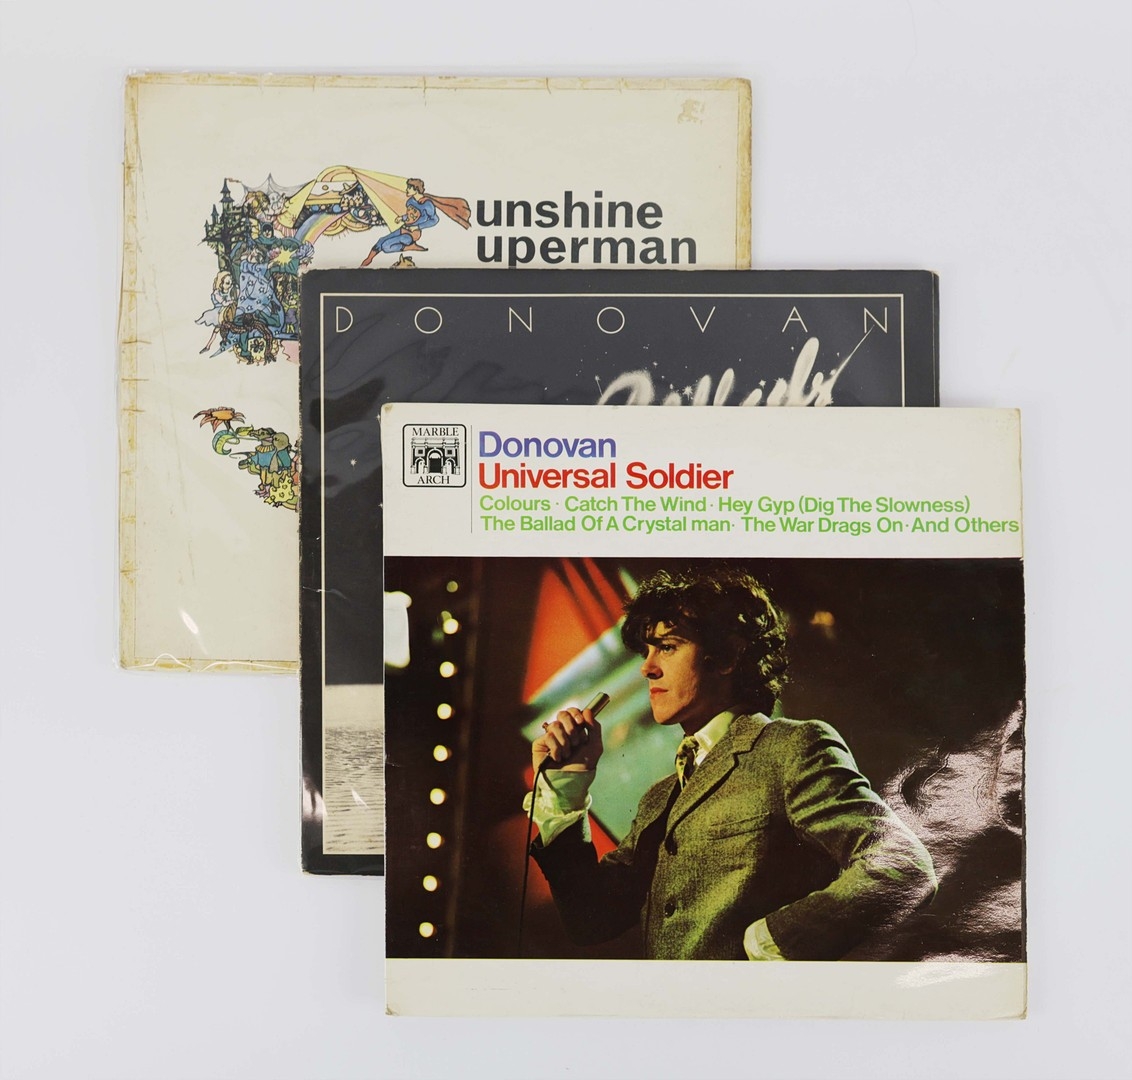 unshine
uperman
DONOVAN
MARBLE
ARCH
Donovan
Universal Soldier
Colours · Catch The Wind · Hey Gyp (Dig The Slowness)
The Ballad Of A Crystal man · The War Drags On · And Others